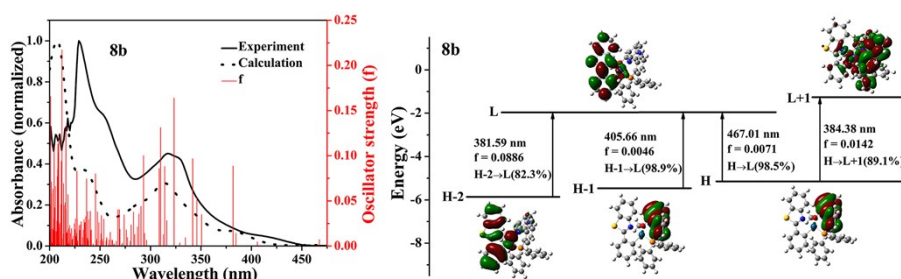 8b
Experiment
Calculation
f
Absorbance (normalized)
1.0
0.8
0.6
0.4
0.2
0.0
Oscillator strength (f)
0.25
0.20
0.15
0.10
0.05
0.00
200 250 300 350 400 450
Wavelength (nm)
8b
Energy (eV)
0
-2
-4
-6
-8
L+1
L
381.59 nm
f = 0.0886
H-2→L(82.3%)
405.66 nm
f = 0.0046
H-1→L(98.9%)
467.01 nm
f = 0.0071
H→L(98.5%)
384.38 nm
f = 0.0142
H→L+1(89.1%)
H-2
H-1
H